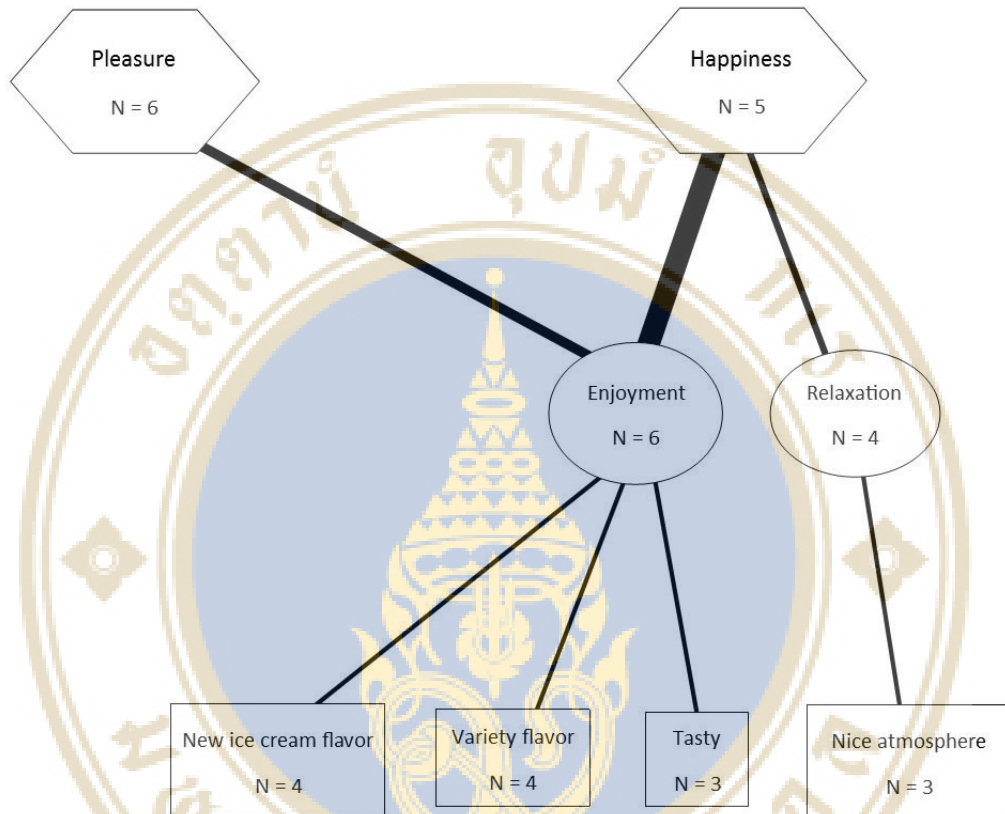 Pleasure
N = 6
Happiness
N = 5
Enjoyment
N = 6
Relaxation
N = 4
New ice cream flavor
N = 4
Variety flavor
N = 4
Tasty
N = 3
Nice atmosphere
N = 3